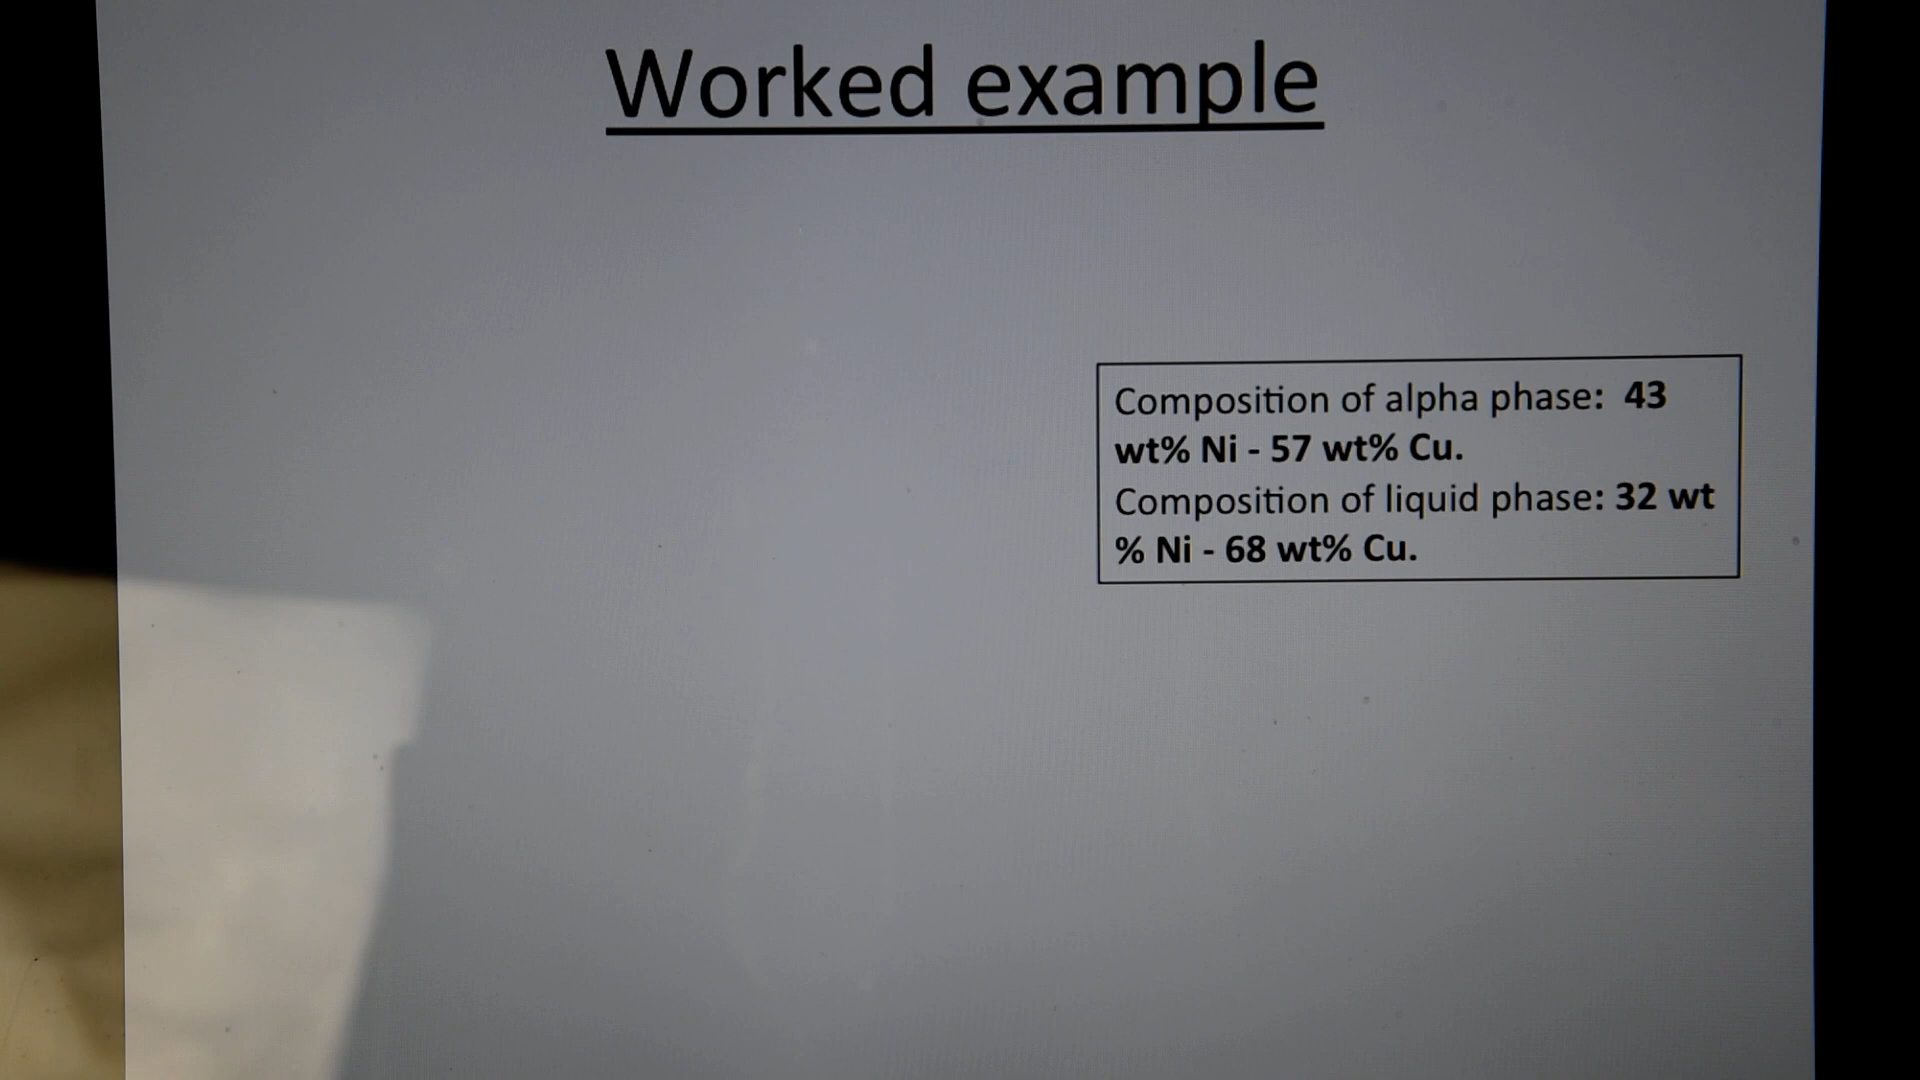 Worked example
Composition of alpha phase: 43
wt% Ni - 57 wt% Cu.
Composition of liquid phase: 32 wt
% Ni - 68 wt% Cu.